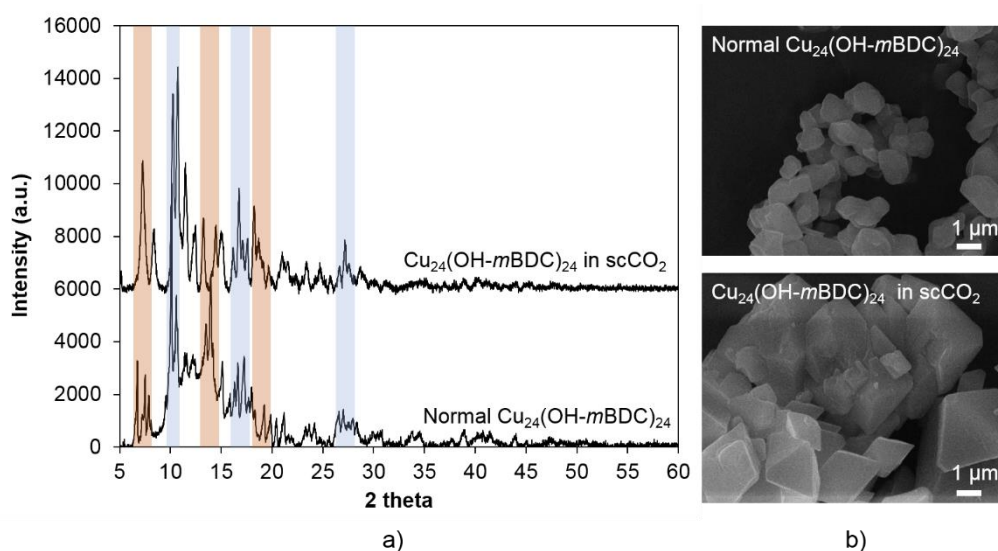 16000
14000
12000
10000
8000
6000
4000
2000
0
Intensity (a.u.)
Cu₂₄(OH-mBDC)₂₄ in scCO₂
Normal Cu₂₄(OH-mBDC)₂₄
5 10 15 20 25 30 35 40 45 50 55 60
2 theta
a)
Normal Cu₂₄(OH-mBDC)₂₄
1 µm
Cu₂₄(OH-mBDC)₂₄ in scCO₂
1 µm
b)